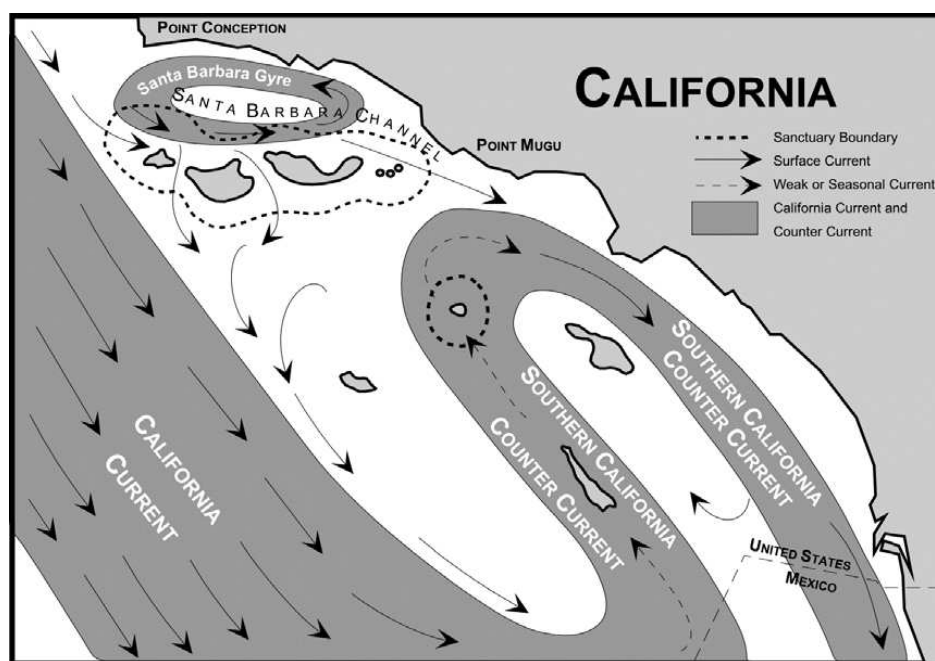 POINT CONCEPTION
Santa Barbara Gyre
SANTA BARBARA CHANNEL
POINT MUGU
CALIFORNIA
Sanctuary Boundary
Surface Current
Weak or Seasonal Current
California Current and
Counter Current
CALIFORNIA
CURRENT
SOUTHERN CALIFORNIA
COUNTER CURRENT
SOUTHERN CALIFORNIA
COUNTER CURRENT
UNITED STATES
MEXICO